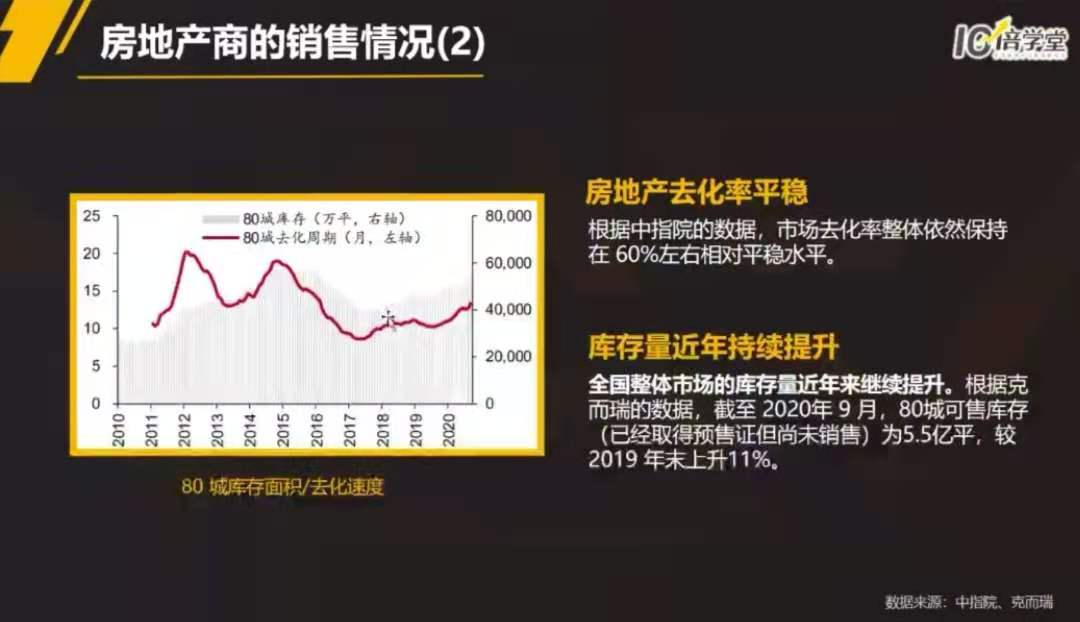 房地产商的销售情况(2)
10倍学堂
房地产去化率平稳
根据中指院的数据，市场去化率整体依然保持
在 60%左右相对平稳水平。
25
20
15
10
5
0
80城库存（万平，右轴）
80城去化周期（月，左轴）
80,000
60,000
40,000
20,000
0
2010
2011
2012
2013
2014
2015
2016
2017
2018
2019
2020
80 城库存面积/去化速度
库存量近年持续提升
全国整体市场的库存量近年来继续提升。根据克
而瑞的数据，截至 2020年 9 月，80城可售库存
（已经取得预售证但尚未销售）为5.5亿平，较
2019 年末上升11%。
数据来源：中指院、克而瑞